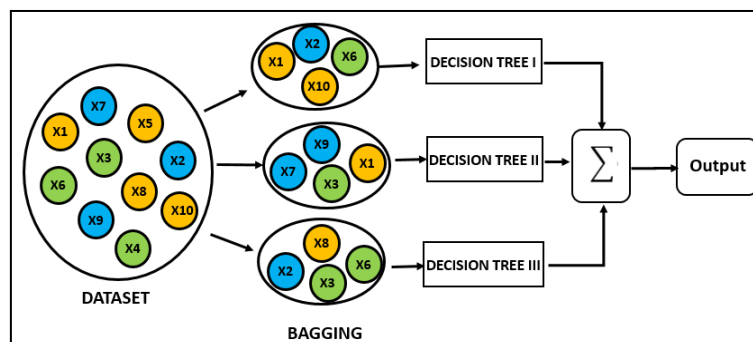 X7
X1
X5
X3
X2
X6
X8
X10
X9
X4
DATASET
X2
X1
X6
X10
X9
X7
X1
X3
X8
X2
X6
X3
BAGGING
DECISION TREE I
DECISION TREE II
DECISION TREE III
∑
Output